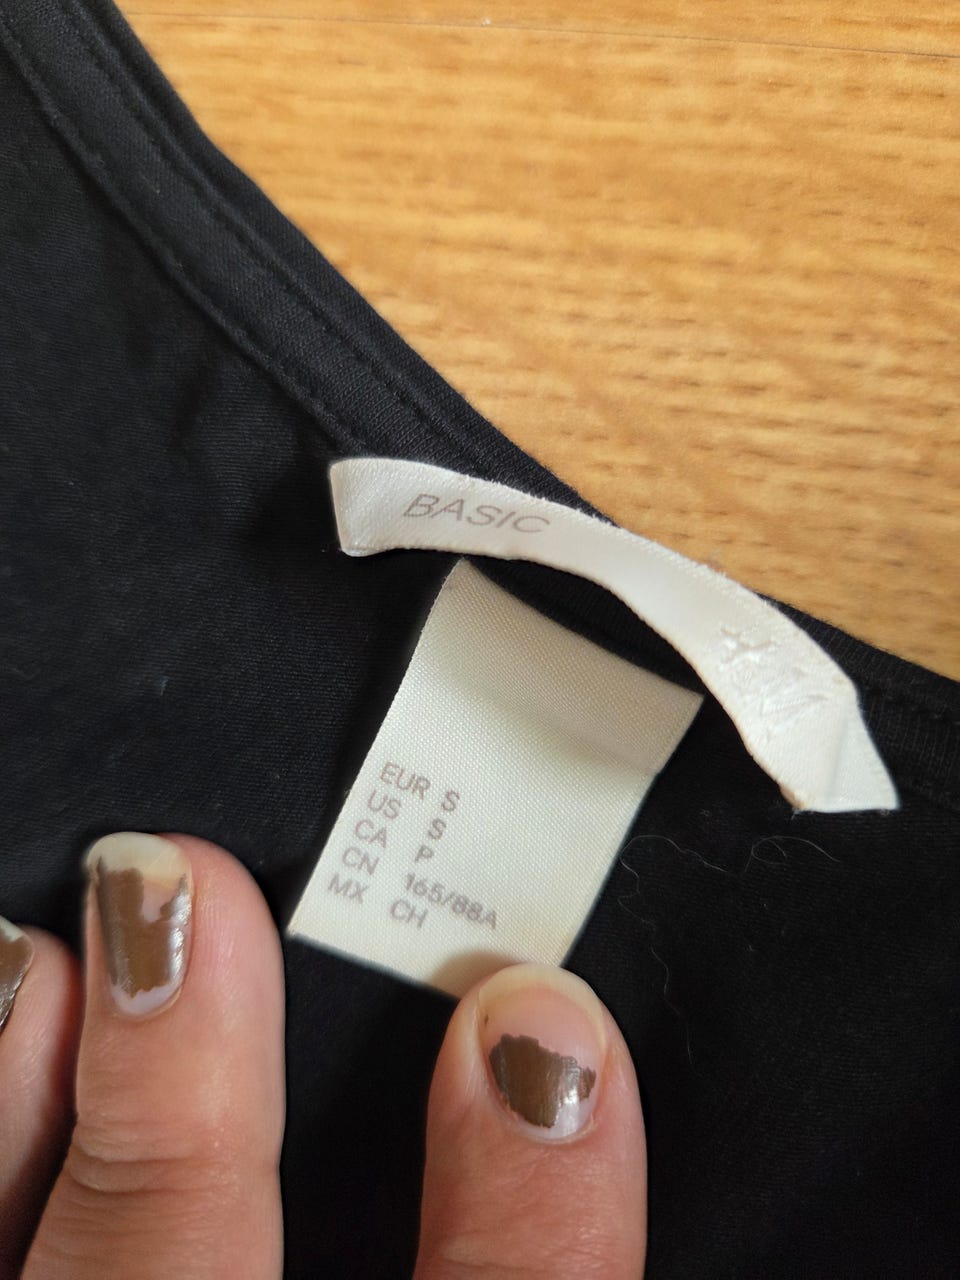 BASIC
H&M
EUR S
US S
CA P
CN 165/88A
MX CH